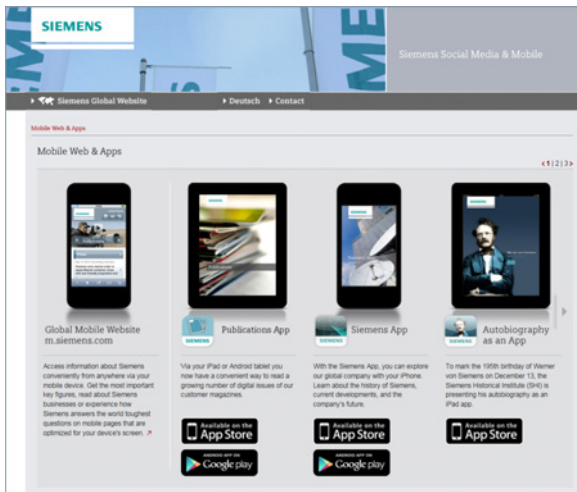 SIEMENS
Siemens Social Media & Mobile
Siemens Global Website
Deutsch
Contact
Mobile Web & Apps
Mobile Web & Apps
1|2|3
Global Mobile Website
m.siemens.com
Access information about Siemens
conveniently from anywhere via your
mobile device. Get the most important
key figures, read about Siemens
businesses or experience how
Siemens answers the world toughest
questions on mobile pages that are
optimized for your device's screen.
SIEMENS
Publications App
Via your iPad or Android tablet you
now have a convenient way to read a
growing number of digital issues of our
customer magazines.
Available on the
App Store
ANDROID APP ON
Google play
SIEMENS
Siemens App
With the Siemens App, you can explore
our global company with your iPhone.
Learn about the history of Siemens,
current developments, and the
company's future.
Available on the
App Store
ANDROID APP ON
Google play
SIEMENS
Autobiography
as an App
To mark the 195th birthday of Werner
von Siemens on December 13, the
Siemens Historical Institute (SHI) is
presenting his autobiography as an
iPad app.
Available on the
App Store